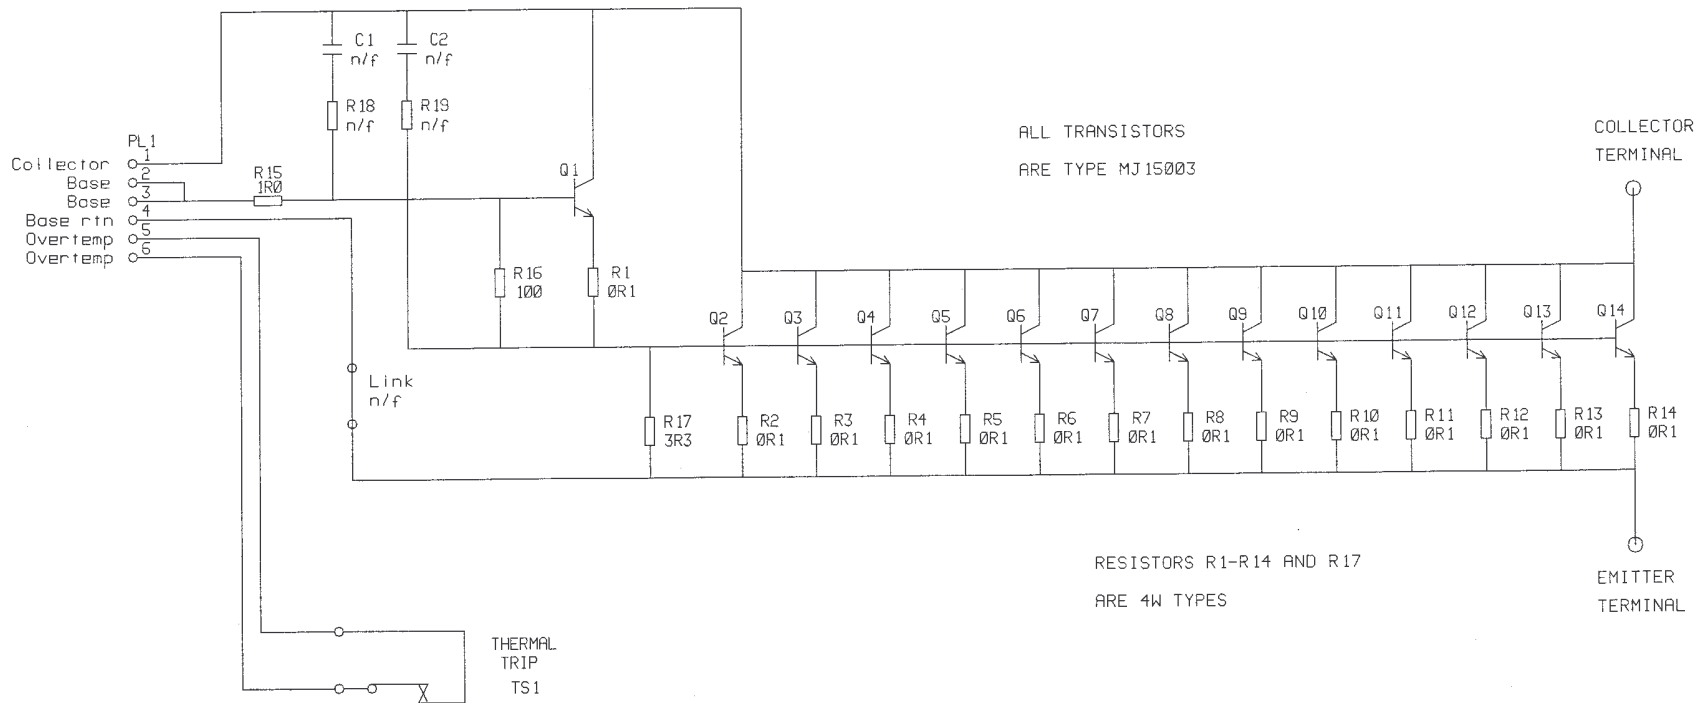 C1
n/f
C2
n/f
R18
n/f
R19
n/f
PL1
Collector 1
Base 2
Base 3
Base rtn 4
Overtemp 5
Overtemp 6
R15
1R0
Q1
R16
100
R1
0R1
ALL TRANSISTORS
ARE TYPE MJ15003
COLLECTOR
TERMINAL
Link
n/f
Q2
Q3
Q4
Q5
Q6
Q7
Q8
Q9
Q10
Q11
Q12
Q13
Q14
R17
3R3
R2
0R1
R3
0R1
R4
0R1
R5
0R1
R6
0R1
R7
0R1
R8
0R1
R9
0R1
R10
0R1
R11
0R1
R12
0R1
R13
0R1
R14
0R1
RESISTORS R1-R14 AND R17
ARE 4W TYPES
EMITTER
TERMINAL
THERMAL
TRIP
TS1